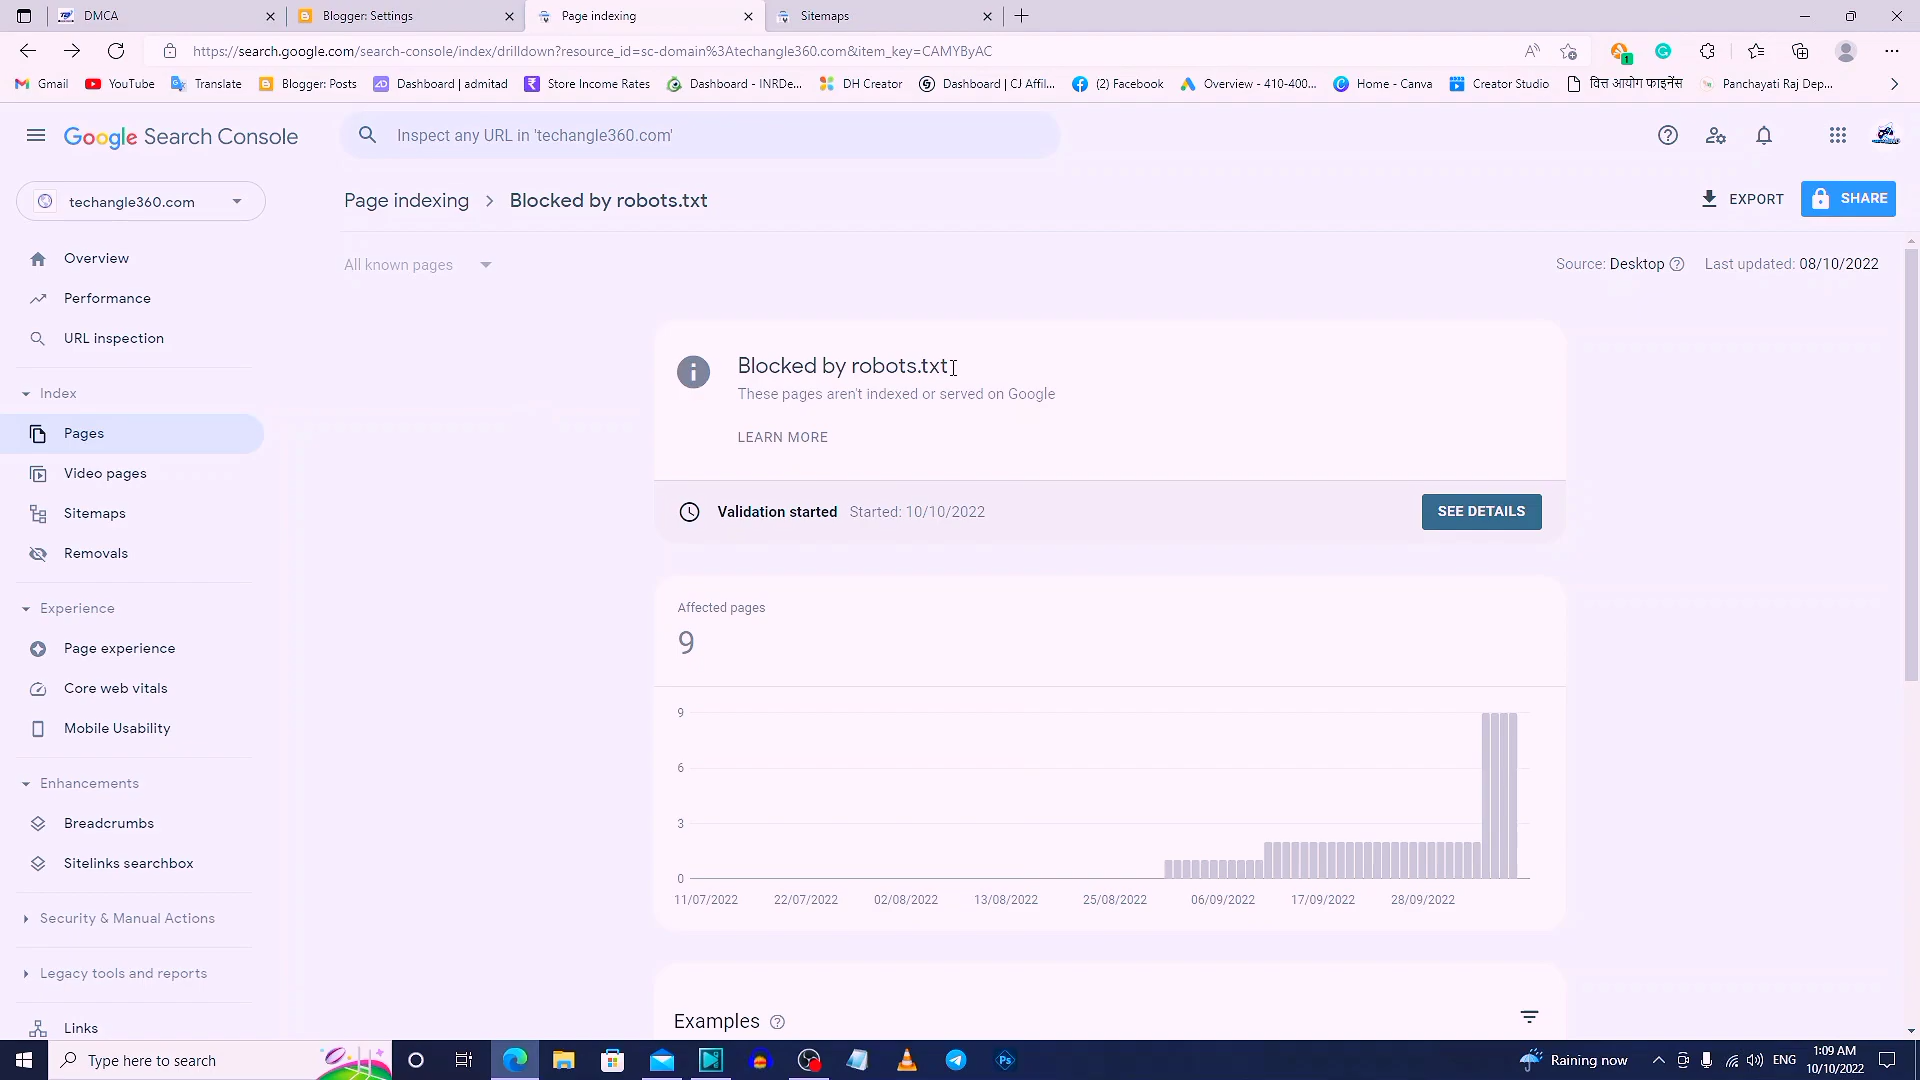 DMCA
Blogger: Settings
Page indexing
Sitemaps
https://search.google.com/search-console/index/drilldown?resource_id=sc-domain%3Atechangle360.com&item_key=CAMYByAC
1
Gmail
YouTube
Translate
Blogger: Posts
Dashboard | admitad
Store Income Rates
Dashboard - INRDe...
DH Creator
Dashboard | CJ Affil...
(2) Facebook
Overview - 410-400...
Home - Canva
Creator Studio
वित्त आयोग फाइनेंस
Panchayati Raj Dep...
Google Search Console
Inspect any URL in 'techangle360.com'
techangle360.com
Page indexing
Blocked by robots.txt
EXPORT
SHARE
All known pages
Source: Desktop
Last updated: 08/10/2022
Overview
Performance
URL inspection
Index
Pages
Video pages
Sitemaps
Removals
Experience
Page experience
Core web vitals
Mobile Usability
Enhancements
Breadcrumbs
Sitelinks searchbox
Security & Manual Actions
Legacy tools and reports
Links
Blocked by robots.txt
These pages aren't indexed or served on Google
LEARN MORE
Validation started
Started: 10/10/2022
SEE DETAILS
Affected pages
9
9
6
3
0
11/07/2022
22/07/2022
02/08/2022
13/08/2022
25/08/2022
06/09/2022
17/09/2022
28/09/2022
Examples
Type here to search
Ps
Raining now
ENG
1:09 AM
10/10/2022